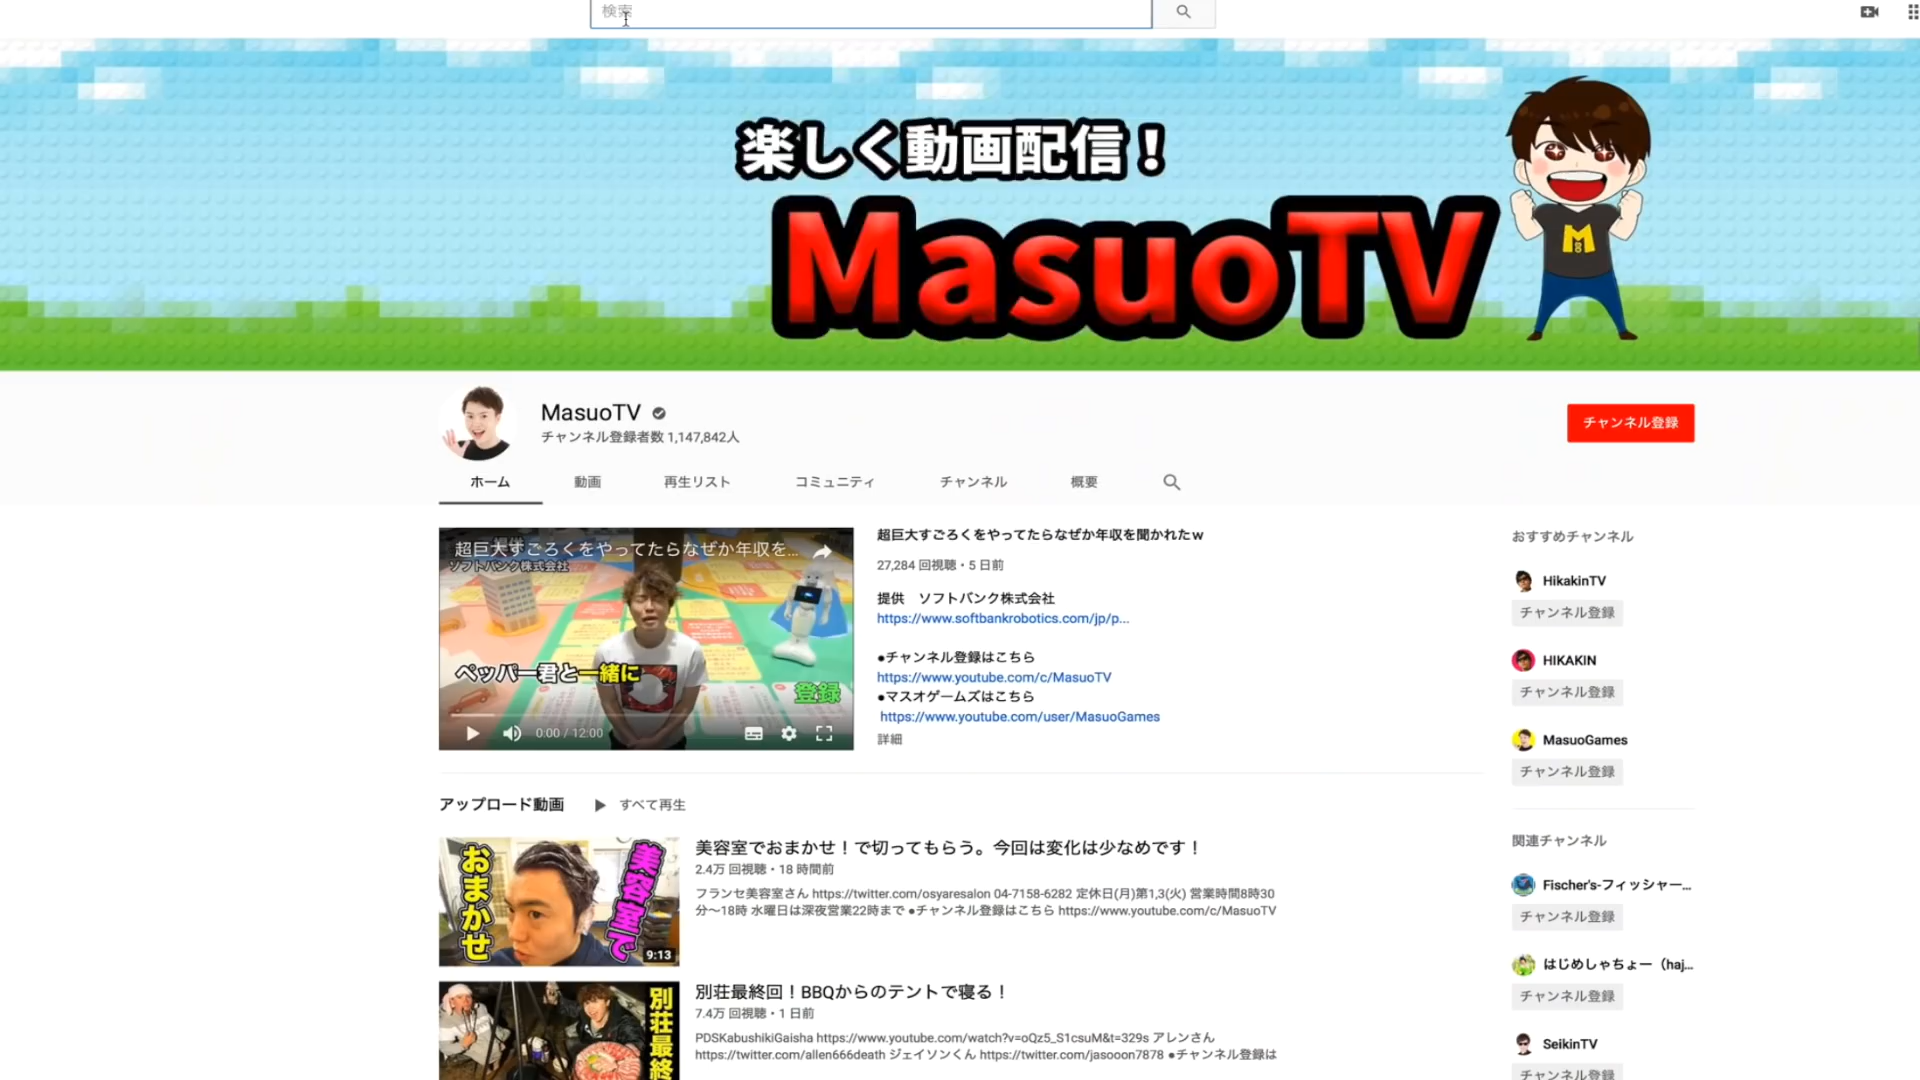 検索
楽しく動画配信！
MasuoTV
M
MasuoTV
チャンネル登録者数 1,147,842人
チャンネル登録
ホーム
動画
再生リスト
コミュニティ
チャンネル
概要
超巨大すごろくをやってたらなぜか年収を...
ソフトバンク株式会社
ペッパー君と一緒に
登録
0:00 / 12:00
超巨大すごろくをやってたらなぜか年収を聞かれたw
27,284 回視聴・5 日前
提供　ソフトバンク株式会社
https://www.softbankrobotics.com/jp/p...
●チャンネル登録はこちら
https://www.youtube.com/c/MasuoTV
●マスオゲームズはこちら
https://www.youtube.com/user/MasuoGames
詳細
おすすめチャンネル
HikakinTV
チャンネル登録
HIKAKIN
チャンネル登録
MasuoGames
チャンネル登録
アップロード動画
すべて再生
おまかせ
美容室で
9:13
美容室でおまかせ！で切ってもらう。今回は変化は少なめです！
2.4万 回視聴・18 時間前
フランセ美容室さん https://twitter.com/osyaresalon 04-7158-6282 定休日(月)第1,3(火) 営業時間8時30
分〜18時 水曜日は深夜営業22時まで ●チャンネル登録はこちら https://www.youtube.com/c/MasuoTV
別荘最終
別荘最終回！BBQからのテントで寝る！
7.4万 回視聴・1 日前
PDSKabushikiGaisha https://www.youtube.com/watch?v=oQz5_S1csuM&t=329s アレンさん
https://twitter.com/allen666death ジェイソンくん https://twitter.com/jasooon7878 ●チャンネル登録は
関連チャンネル
Fischer's-フィッシャー...
チャンネル登録
はじめしゃちょー（haj...
チャンネル登録
SeikinTV
チャンネル登録